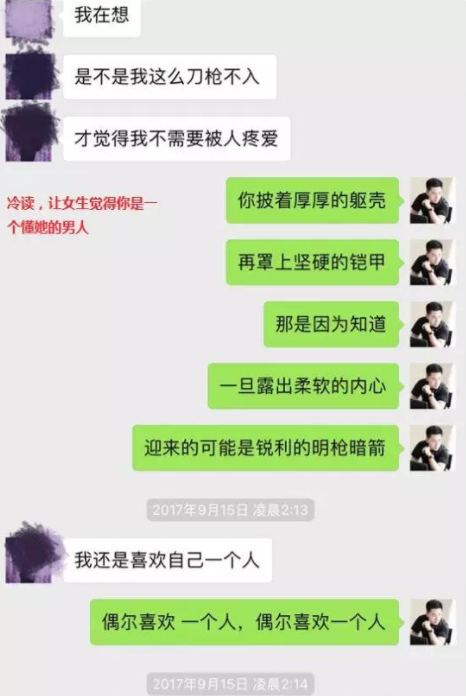 我在想
是不是我这么刀枪不入
才觉得我不需要被人疼爱
冷读，让女生觉得你是一
个懂她的男人
你披着厚厚的躯壳
再罩上坚硬的铠甲
那是因为知道
一旦露出柔软的内心
迎来的可能是锐利的明枪暗箭
2017年9月15日 凌晨2:13
我还是喜欢自己一个人
偶尔喜欢 一个人，偶尔喜欢一个人
2017年9月15日 凌晨2:14